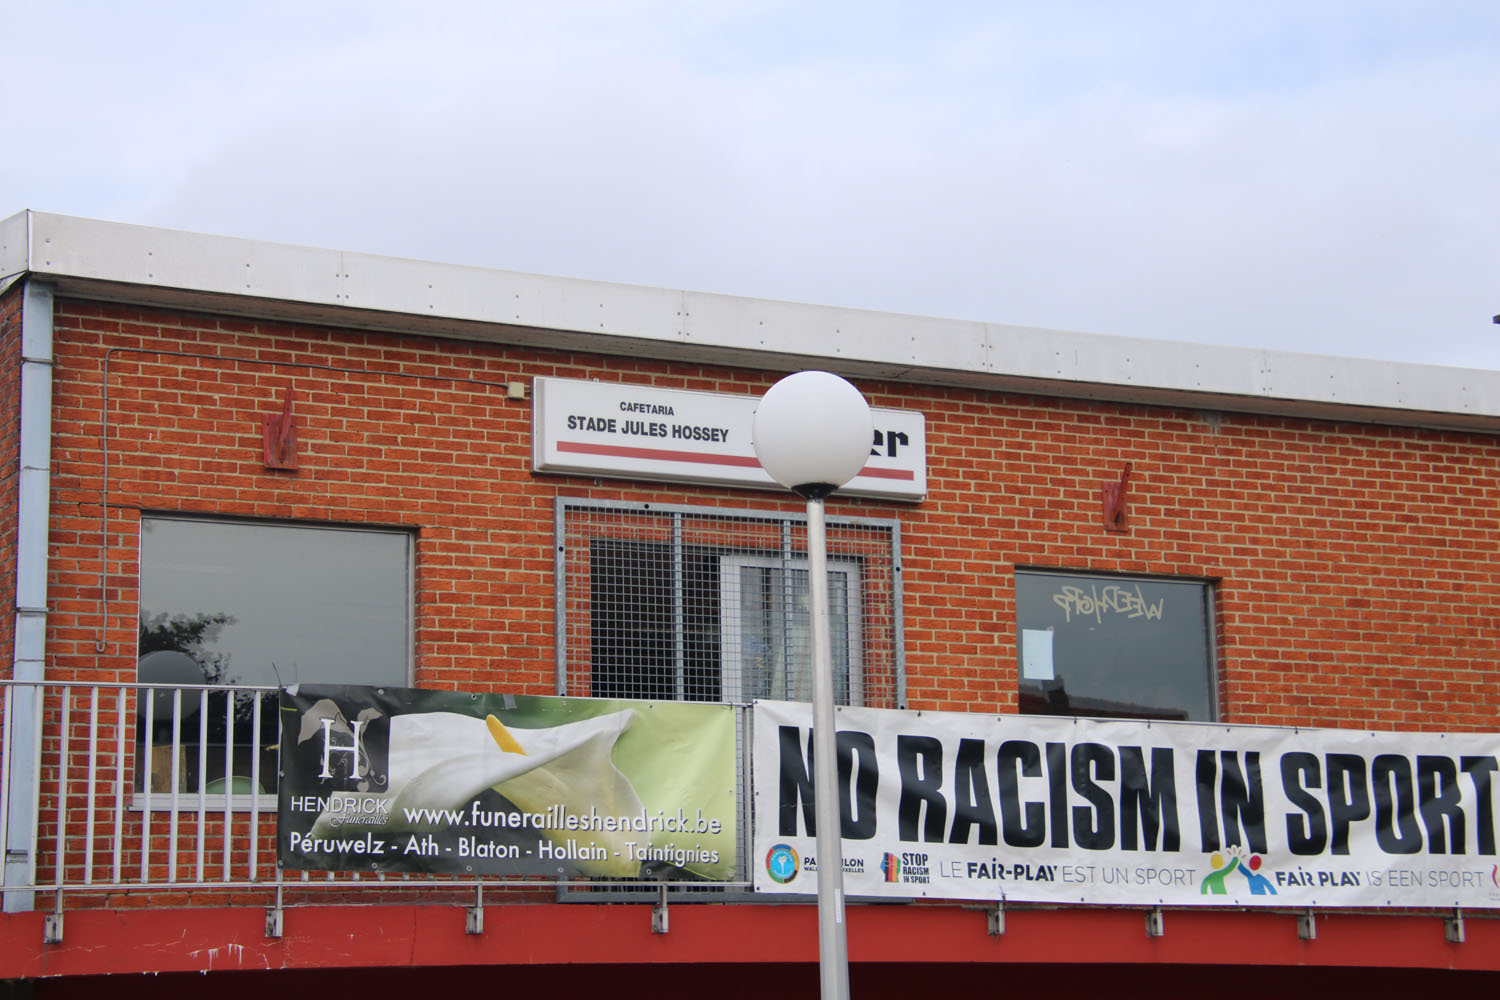 CAFETARIA
STADE JULES HOSSEY
H
HENDRICK
Funérailles
www.funerailleshendrick.be
Péruwelz - Ath - Blaton - Hollain - Taintignies
NO RACISM IN SPORT
STOP
RACISM
IN SPORT
LE FAIR-PLAY EST UN SPORT
FAIR PLAY IS EEN SPORT